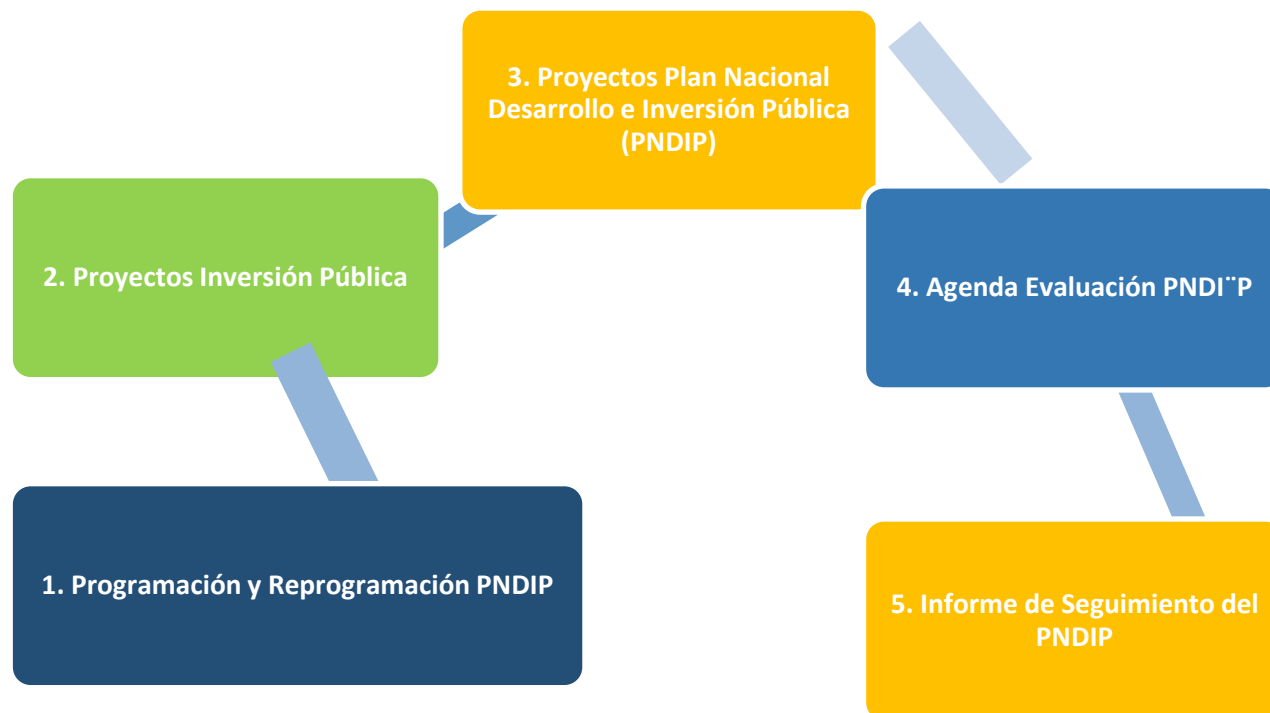 1. Programación y Reprogramación PNDIP
2. Proyectos Inversión Pública
3. Proyectos Plan Nacional
Desarrollo e Inversión Pública
(PNDIP)
4. Agenda Evaluación PNDI¨P
5. Informe de Seguimiento del
PNDIP